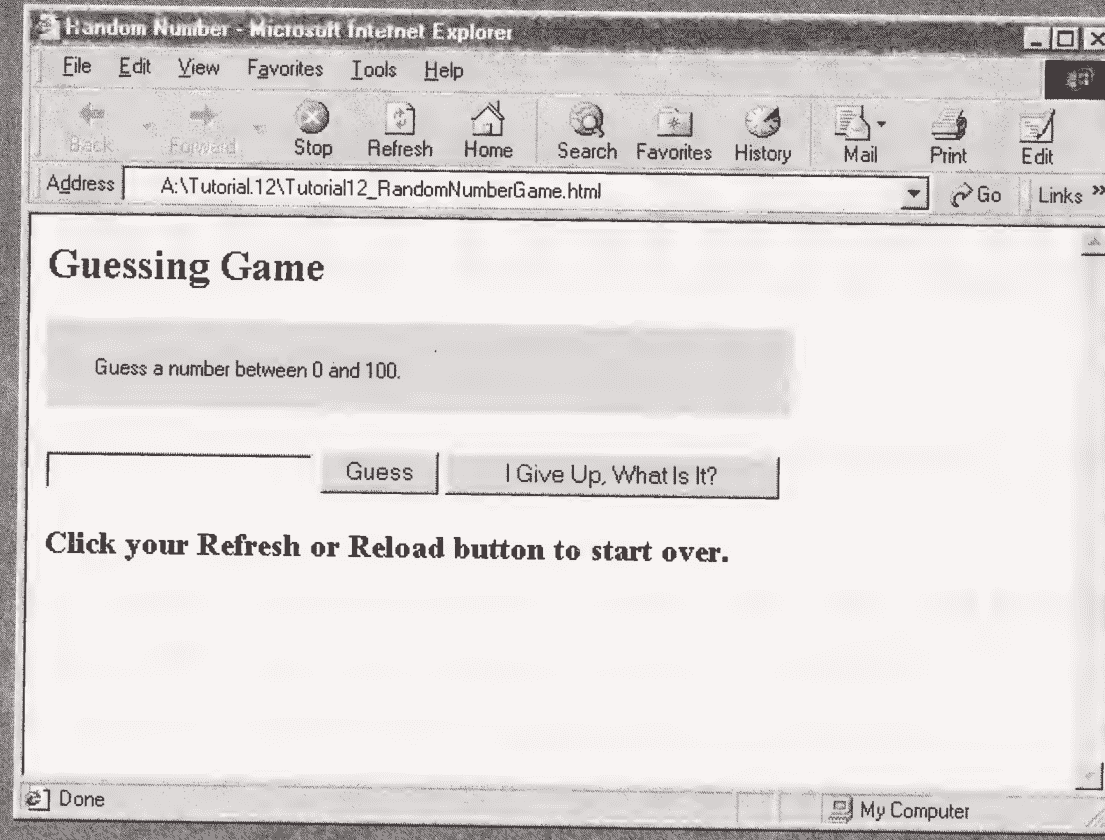 Random Number - Microsoft Internet Explorer
File Edit View Favorites Tools Help
Back Forward Stop Refresh Home Search Favorites History Mail Print Edit
Address A:\Tutorial.12\Tutorial12_RandomNumberGame.html Go Links »
Guessing Game
Guess a number between 0 and 100.
Guess I Give Up, What Is It?
Click your Refresh or Reload button to start over.
Done My Computer